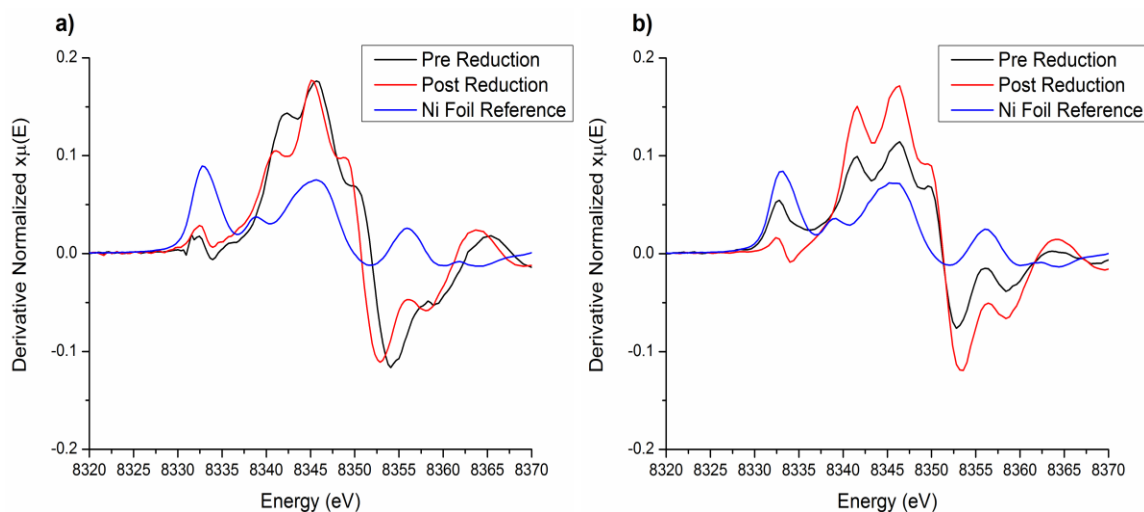 a)
Pre Reduction
Post Reduction
Ni Foil Reference
0.2
0.1
0.0
-0.1
-0.2
Derivative Normalized xμ(E)
8320 8325 8330 8335 8340 8345 8350 8355 8360 8365 8370
Energy (eV)
b)
Pre Reduction
Post Reduction
Ni Foil Reference
0.2
0.1
0.0
-0.1
-0.2
Derivative Normalized xμ(E)
8320 8325 8330 8335 8340 8345 8350 8355 8360 8365 8370
Energy (eV)